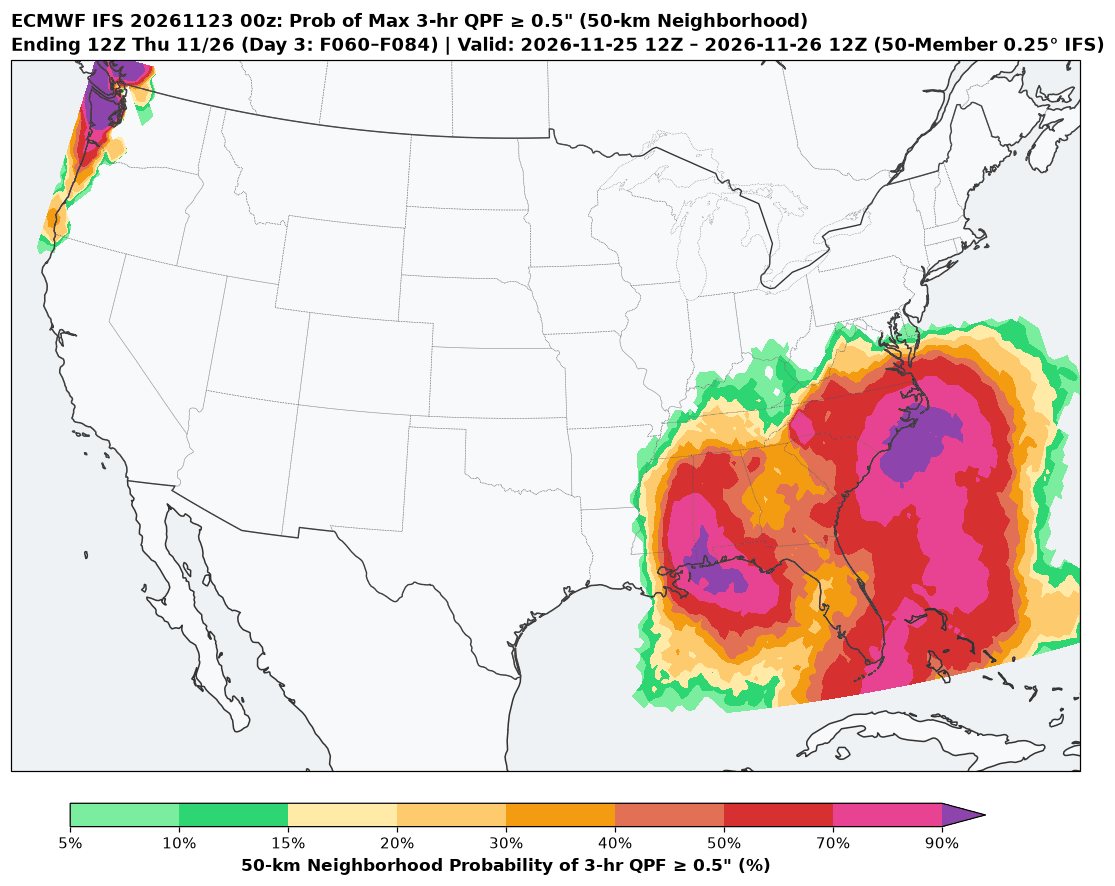 ECMWF IFS 20261123 00z: Prob of Max 3-hr QPF ≥ 0.5" (50-km Neighborhood)
Ending 12Z Thu 11/26 (Day 3: F060–F084) | Valid: 2026-11-25 12Z – 2026-11-26 12Z (50-Member 0.25° IFS)
5% 10% 15% 20% 30% 40% 50% 70% 90%
50-km Neighborhood Probability of 3-hr QPF ≥ 0.5" (%)